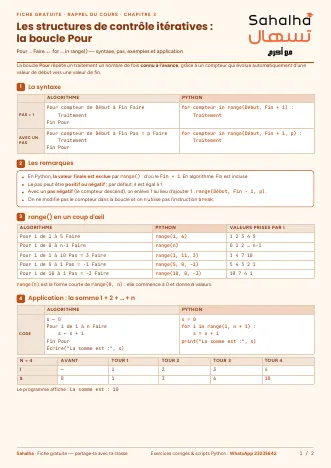 FICHE GRATUITE · RAPPEL DU COURS · CHAPITRE 3
Les structures de contrôle itératives :
la boucle Pour
Pour … Faire ↔ for … in range() — syntaxe, pas, exemples et application
Sahalha
تسهال
La boucle Pour répète un traitement un nombre de fois connu à l'avance, grâce à un compteur qui évolue automatiquement d'une
valeur de début vers une valeur de fin.
1 La syntaxe
ALGORITHME PYTHON
PAS = 1
Pour compteur de Début à Fin Faire
Traitement
Fin Pour
for compteur in range(Début, Fin + 1) :
Traitement
AVEC UN PAS
Pour compteur de Début à Fin Pas = p Faire
Traitement
Fin Pour
for compteur in range(Début, Fin + 1, p) :
Traitement
2 Les remarques
• En Python, la valeur finale est exclue par range() : d'où le Fin + 1. En algorithme, Fin est incluse
• Le pas peut être positif ou négatif ; par défaut, il est égal à 1
• Avec un pas négatif (le compteur descend), on enlève 1 au lieu d'ajouter 1 : range(Début, Fin - 1, p).
• On ne modifie pas le compteur dans la boucle et on n'utilise pas l'instruction break.
3 range() en un coup d'œil
ALGORITHME PYTHON VALEURS PRISES PAR I
Pour i de 1 à 5 Faire range(1, 6) 1 2 3 4 5
Pour i de 0 à n-1 Faire range(n) 0 1 2 … n-1
Pour i de 1 à 10 Pas = 3 Faire range(1, 11, 3) 1 4 7 10
Pour i de 5 à 1 Pas = -1 Faire range(5, 0, -1) 5 4 3 2 1
Pour i de 10 à 1 Pas = -3 Faire range(10, 0, -3) 10 7 4 1
range(n) est la forme courte de range(0, n) : elle commence à 0 et donne n valeurs.
4 Application : la somme 1 + 2 + … + n
ALGORITHME PYTHON
CODE
s ← 0
Pour i de 1 à n Faire
s ← s + i
Fin Pour
Écrire("La somme est :", s)
s = 0
for i in range(1, n + 1) :
s = s + i
print("La somme est :", s)
N = 4 AVANT TOUR 1 TOUR 2 TOUR 3 TOUR 4
I — 1 2 3 4
S 0 1 3 6 10
Le programme affiche : La somme est : 10
Sahalha · Fiche gratuite — partage-la avec ta classe
Exercices corrigés & scripts Python : WhatsApp 23239642
1 / 2